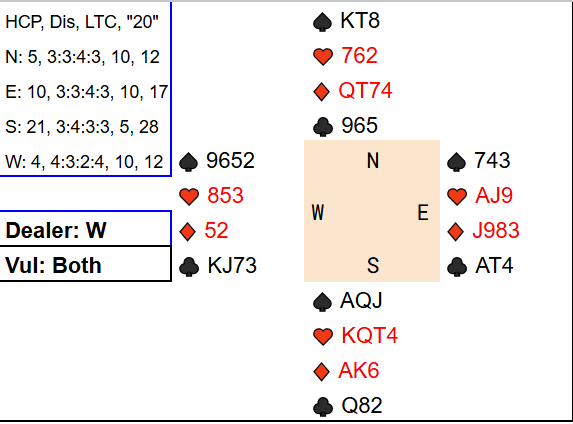 HCP, Dis, LTC, "20"
N: 5, 3:3:4:3, 10, 12
E: 10, 3:3:4:3, 10, 17
S: 21, 3:4:3:3, 5, 28
W: 4, 4:3:2:4, 10, 12
Dealer: W
Vul: Both
♠ KT8
♥ 762
♦ QT74
♣ 965
♠ 9652
♥ 853
♦ 52
♣ KJ73
N
W E
S
♠ 743
♥ AJ9
♦ J983
♣ AT4
♠ AQJ
♥ KQT4
♦ AK6
♣ Q82